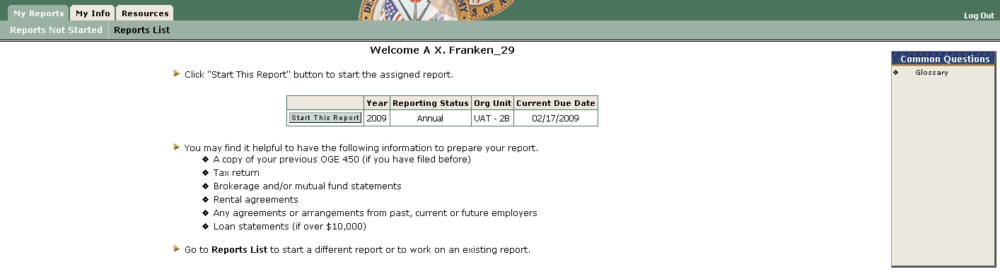 My Reports My Info Resources
Log Out
Reports Not Started Reports List
Welcome A X. Franken_29
Common Questions
Glossary
Click "Start This Report" button to start the assigned report.
Year Reporting Status Org Unit Current Due Date
Start This Report 2009 Annual UAT - 2B 02/17/2009
You may find it helpful to have the following information to prepare your report.
A copy of your previous OGE 450 (if you have filed before)
Tax return
Brokerage and/or mutual fund statements
Rental agreements
Any agreements or arrangements from past, current or future employers
Loan statements (if over $10,000)
Go to Reports List to start a different report or to work on an existing report.